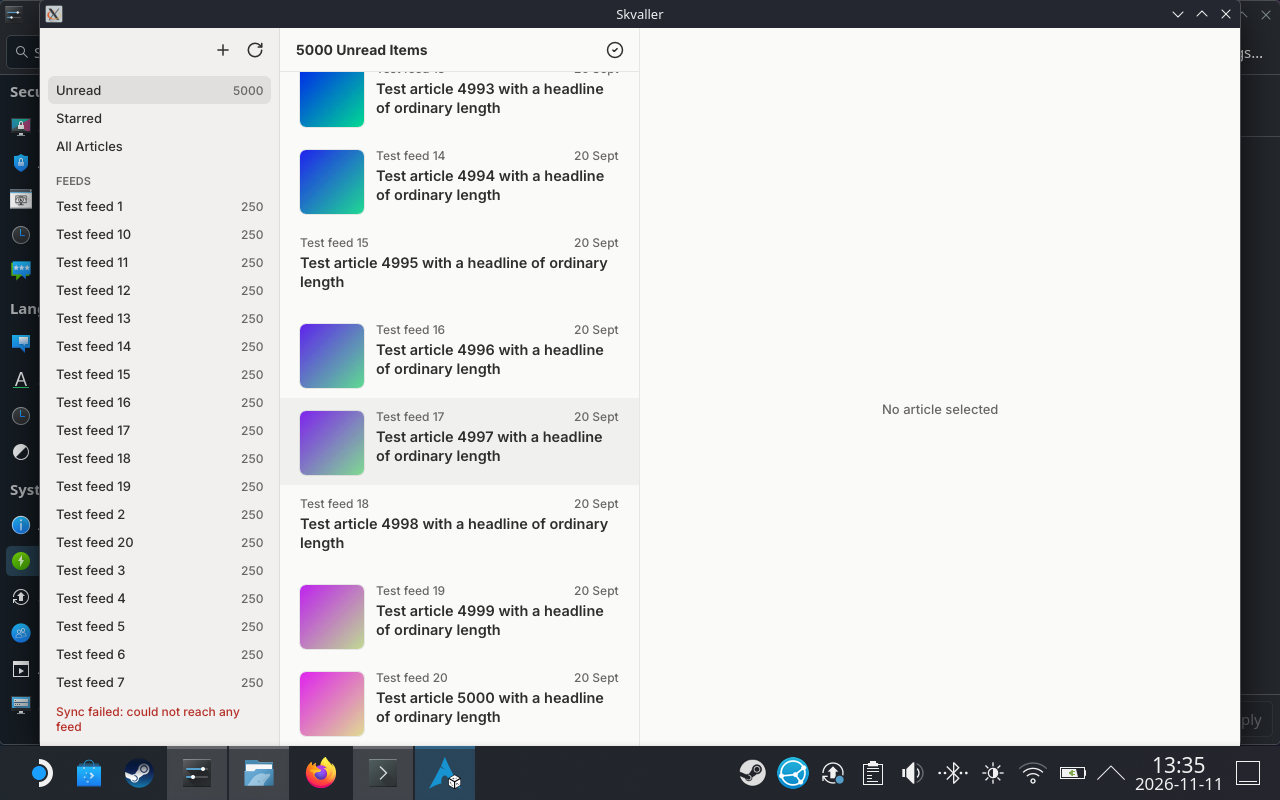 Skvaller
S
gs...
Secu
Lang
Syst
ply
5000 Unread Items
Unread 5000
Starred
All Articles
FEEDS
Test feed 1 250
Test feed 10 250
Test feed 11 250
Test feed 12 250
Test feed 13 250
Test feed 14 250
Test feed 15 250
Test feed 16 250
Test feed 17 250
Test feed 18 250
Test feed 19 250
Test feed 2 250
Test feed 20 250
Test feed 3 250
Test feed 4 250
Test feed 5 250
Test feed 6 250
Test feed 7 250
Sync failed: could not reach any
feed
Test article 4993 with a headline
of ordinary length
Test feed 14 20 Sept
Test article 4994 with a headline
of ordinary length
Test feed 15 20 Sept
Test article 4995 with a headline of ordinary
length
Test feed 16 20 Sept
Test article 4996 with a headline
of ordinary length
Test feed 17 20 Sept
Test article 4997 with a headline
of ordinary length
Test feed 18 20 Sept
Test article 4998 with a headline of ordinary
length
Test feed 19 20 Sept
Test article 4999 with a headline
of ordinary length
Test feed 20 20 Sept
Test article 5000 with a headline
of ordinary length
No article selected
13:35
2026-11-11